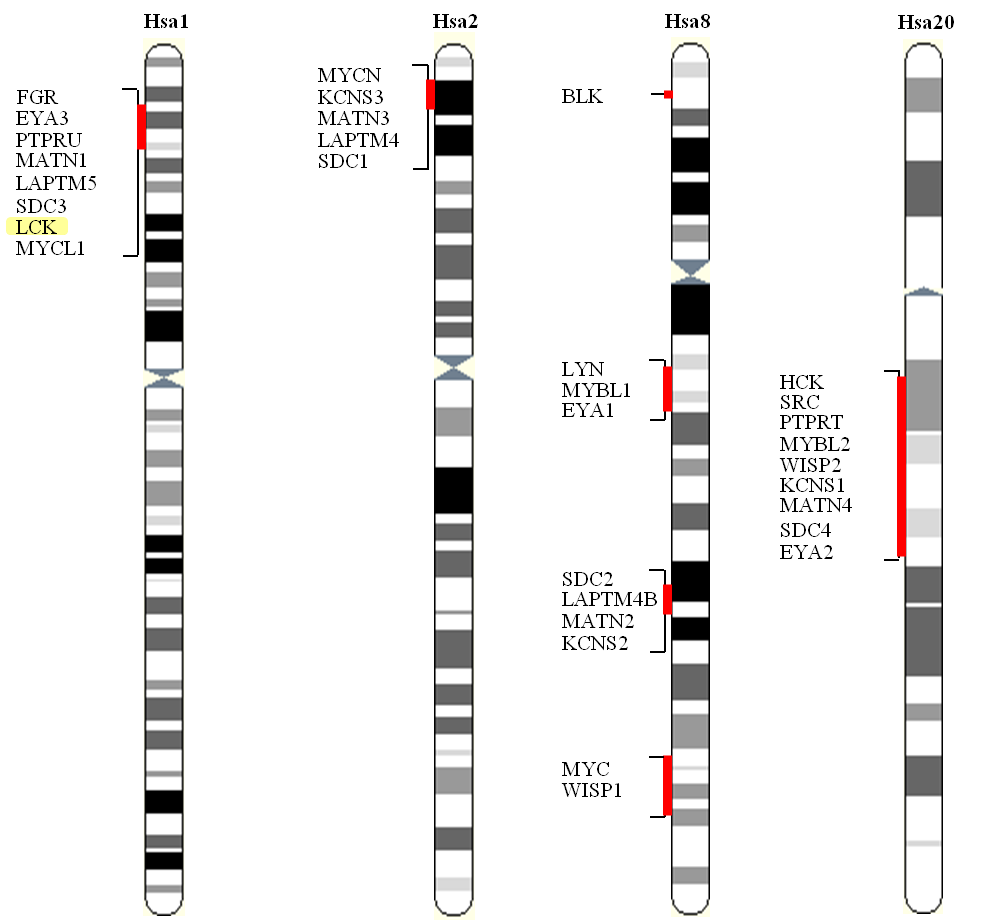 Hsa1
Hsa2
Hsa8
Hsa20
FGR
EYA3
PTPRU
MATN1
LAPTM5
SDC3
LCK
MYCL1
MYCN
KCNS3
MATN3
LAPTM4
SDC1
BLK
LYN
MYBL1
EYA1
SDC2
LAPTM4B
MATN2
KCNS2
MYC
WISP1
HCK
SRC
PTPRT
MYBL2
WISP2
KCNS1
MATN4
SDC4
EYA2